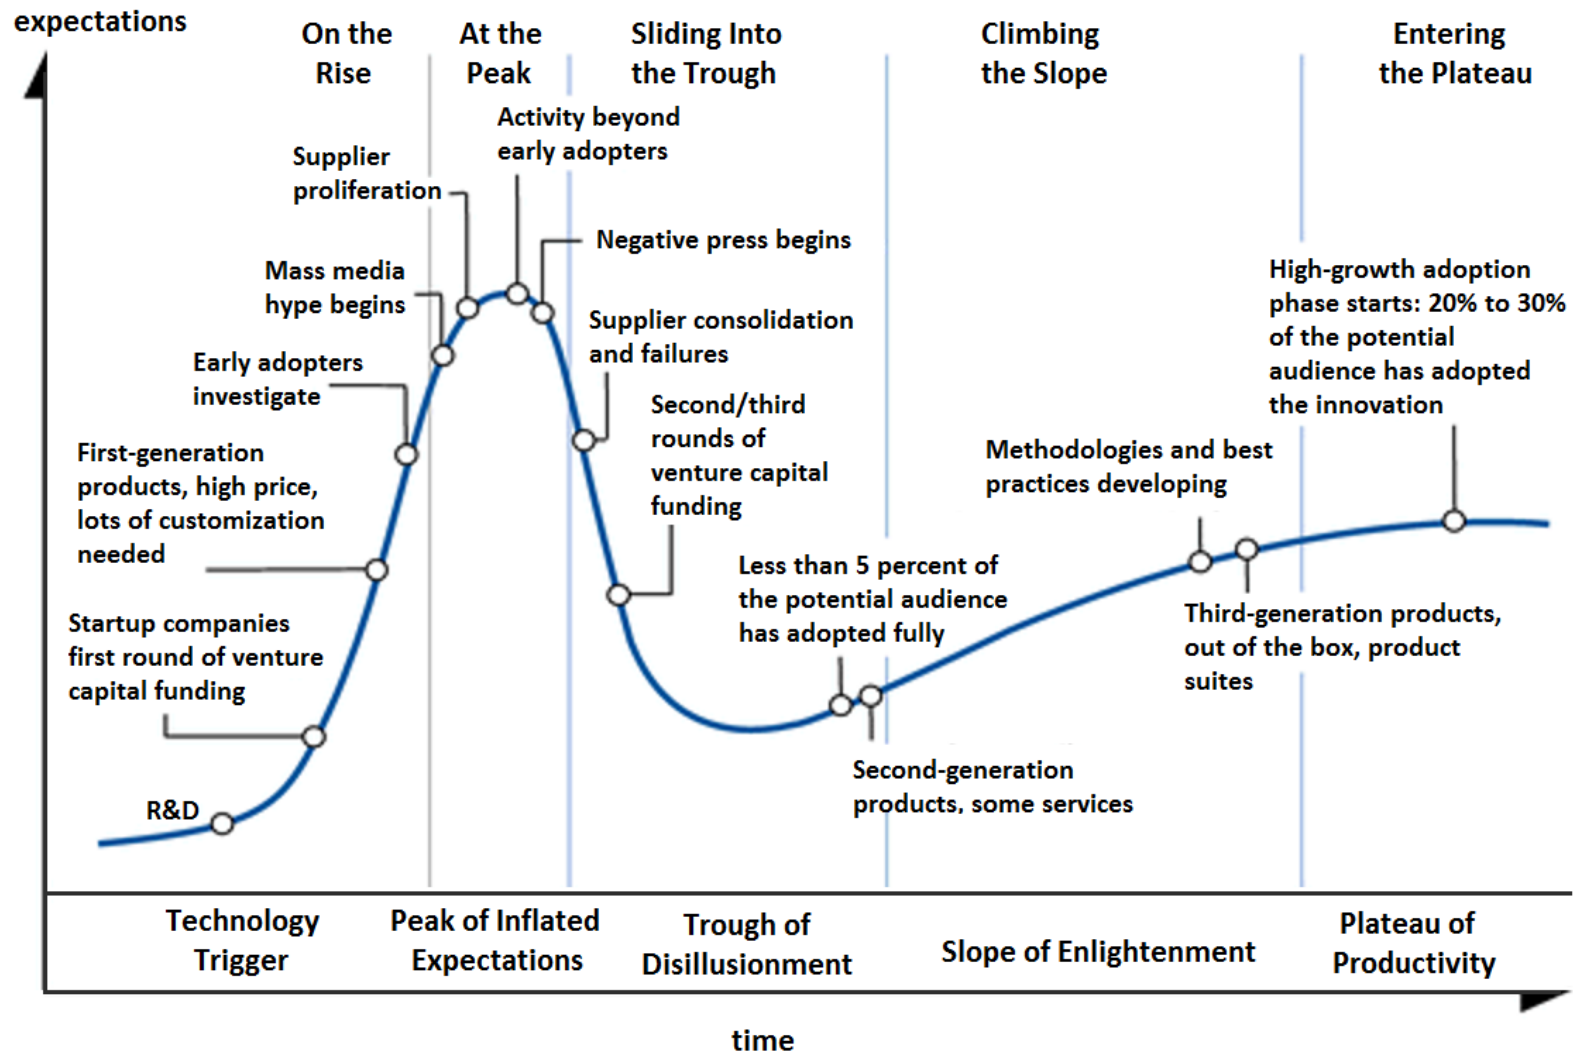 expectations
On the
Rise
At the
Peak
Sliding Into
the Trough
Climbing
the Slope
Entering
the Plateau
Activity beyond
early adopters
Supplier
proliferation
Negative press begins
Mass media
hype begins
High-growth adoption
phase starts: 20% to 30%
of the potential
audience has adopted
the innovation
Supplier consolidation
and failures
Early adopters
investigate
Second/third
rounds of
venture capital
funding
First-generation
products, high price,
lots of customization
needed
Methodologies and best
practices developing
Less than 5 percent of
the potential audience
has adopted fully
Startup companies
first round of venture
capital funding
Third-generation products,
out of the box, product
suites
Second-generation
products, some services
R&D
Technology
Trigger
Peak of Inflated
Expectations
Trough of
Disillusionment
Slope of Enlightenment
Plateau of
Productivity
time